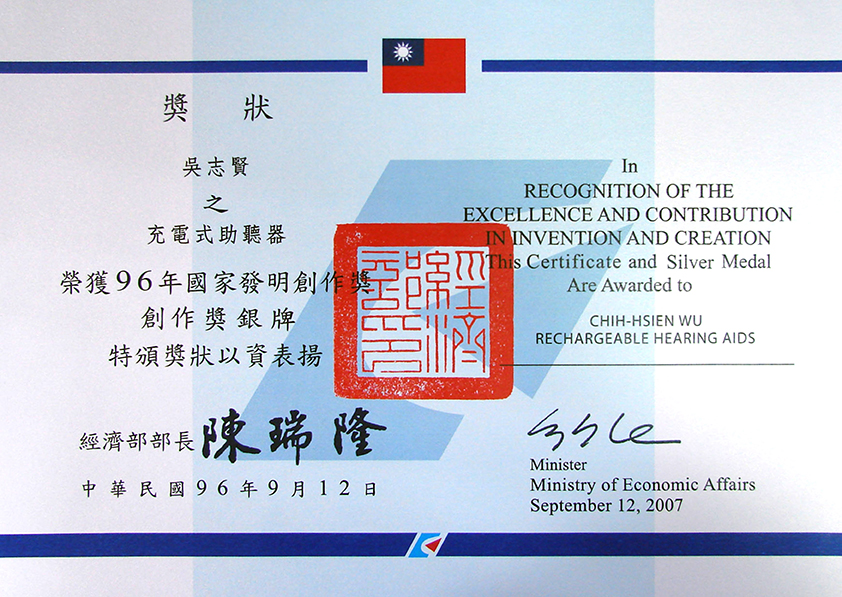 獎狀
吳志賢
之
充電式助聽器
榮獲96年國家發明創作獎
創作獎銀牌
特頒獎狀以資表揚
經濟部部長 陳瑞隆
中華民國96年9月12日
In
RECOGNITION OF THE
EXCELLENCE AND CONTRIBUTION
IN INVENTION AND CREATION
This Certificate and Silver Medal
Are Awarded to
CHIH-HSIEN WU
RECHARGEABLE HEARING AIDS
Minister
Ministry of Economic Affairs
September 12, 2007
經濟
部